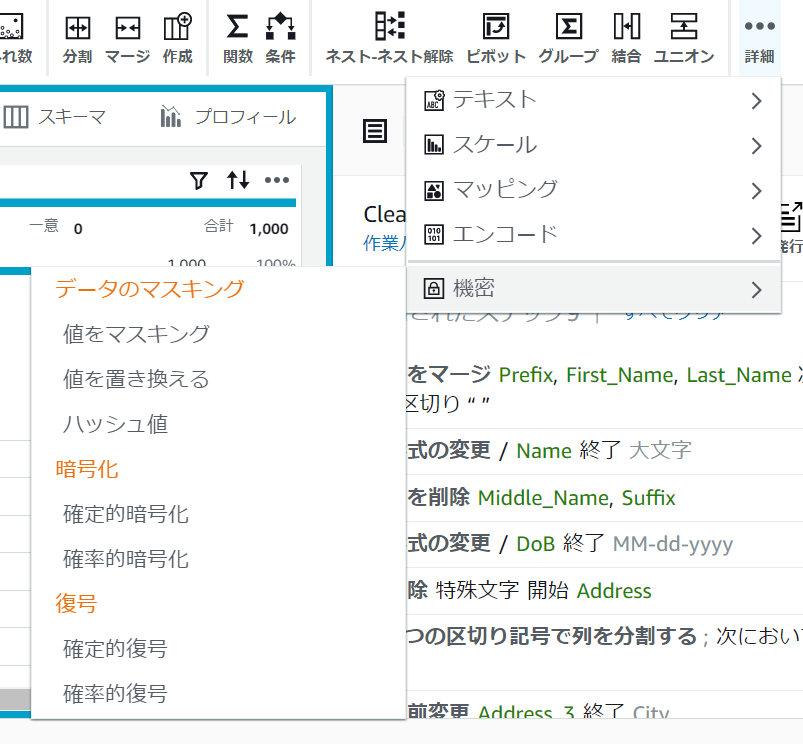 れ数 分割 マージ 作成 関数 条件 ネスト-ネスト解除 ピボット グループ 結合 ユニオン 詳細
スキーマ プロフィール
テキスト
スケール
マッピング
エンコード
機密
一意 0 合計 1,000
1,000 100%
Clea
作業
発行
すべてクリア
データのマスキング
値をマスキング
値を置き換える
ハッシュ値
暗号化
確定的暗号化
確率的暗号化
復号
確定的復号
確率的復号
をマージ Prefix, First_Name, Last_Name
区切り “ ”
式の変更 / Name 終了 大文字
を削除 Middle_Name, Suffix
式の変更 / DoB 終了 MM-dd-yyyy
除 特殊文字 開始 Address
つの区切り記号で列を分割する ; 次におい
前変更 Address_3 終了 City